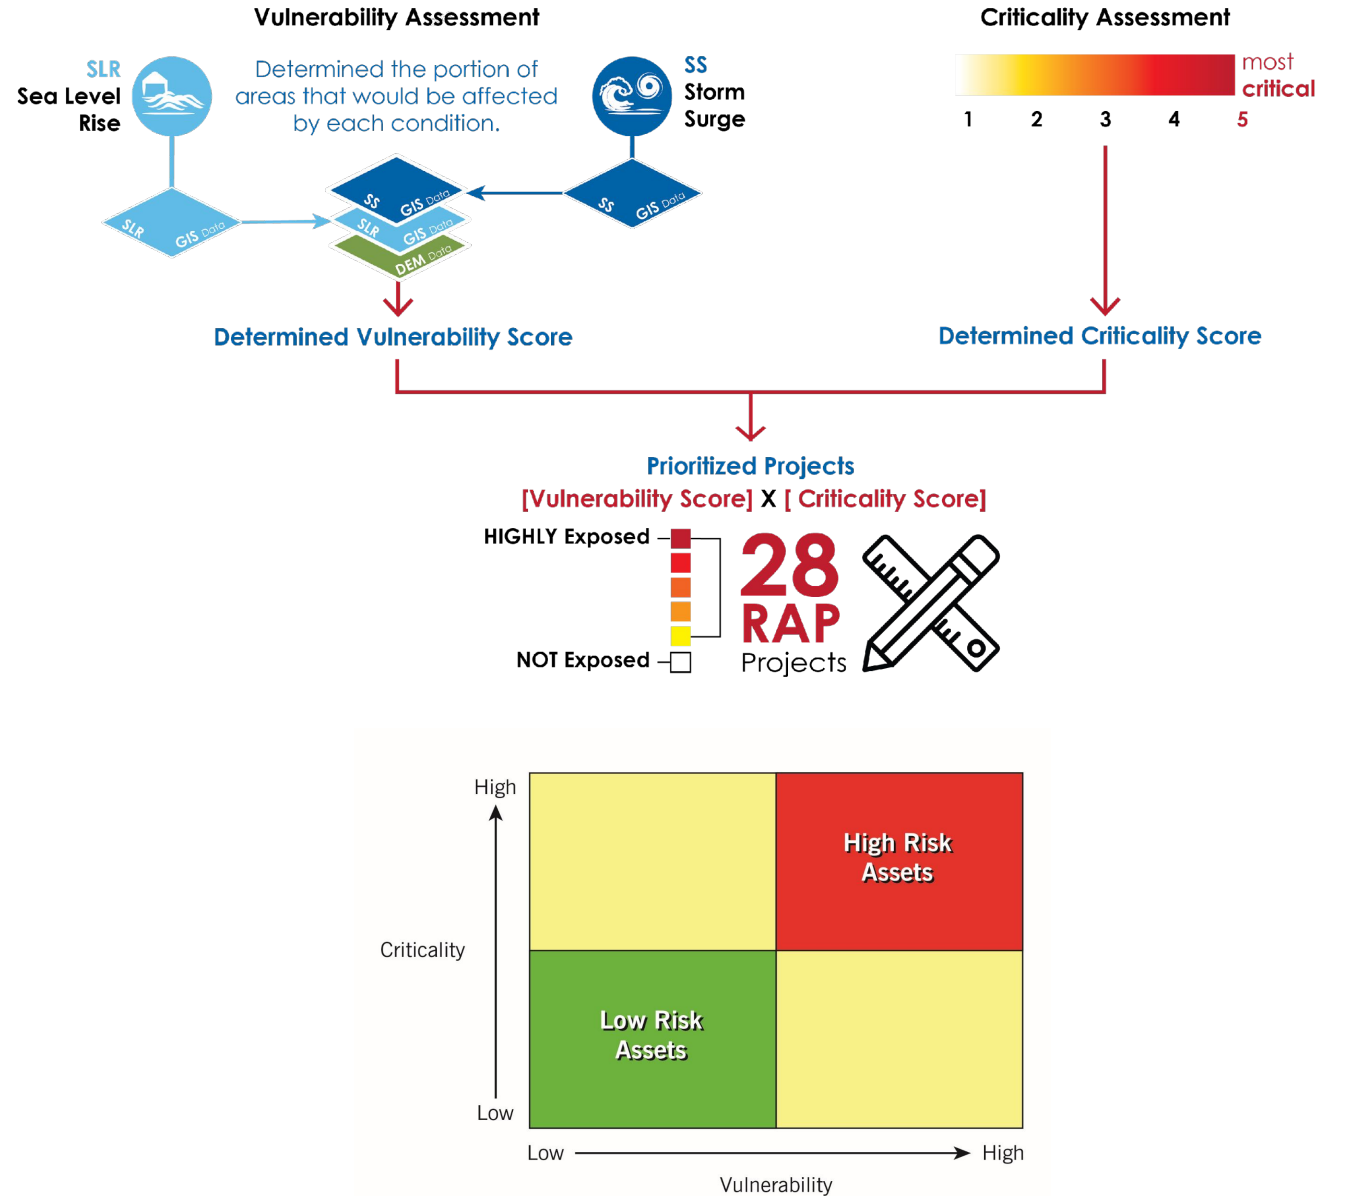 Vulnerability Assessment
SLR
Sea Level
Rise
Determined the portion of
areas that would be affected
by each condition.
SS
Storm
Surge
SLR GIS Data
SS GIS Data
SLR GIS Data
DEM Data
SS GIS Data
Determined Vulnerability Score
Criticality Assessment
most
critical
1 2 3 4 5
Determined Criticality Score
Prioritized Projects
[Vulnerability Score] X [ Criticality Score]
HIGHLY Exposed
NOT Exposed
28
RAP
Projects
High
Criticality
Low
High Risk
Assets
Low Risk
Assets
Low High
Vulnerability